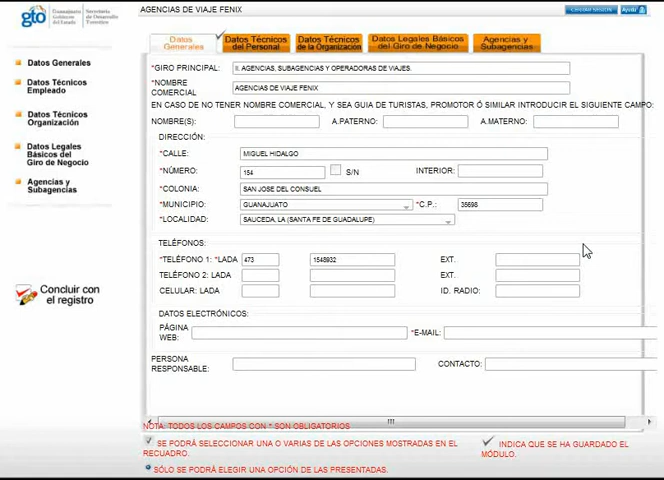 AGENCIAS DE VIAJE FENIX
gto
Guanajuato
Gobierno del Estado
Secretaría
de Desarrollo
Turístico
Ayuda
Datos Generales
Datos Técnicos del Personal
Datos Técnicos de la Organización
Datos Legales Básicos del Giro de Negocio
Agencias y Subagencias
Datos Generales
Datos Técnicos
Empleado
Datos Técnicos
Organización
Datos Legales
Básicos del
Giro de Negocio
Agencias y
Subagencias
Concluir con
el registro
*GIRO PRINCIPAL: II. AGENCIAS, SUBAGENCIAS Y OPERADORAS DE VIAJES.
*NOMBRE COMERCIAL AGENCIAS DE VIAJE FENIX
EN CASO DE NO TENER NOMBRE COMERCIAL, Y SEA GUIA DE TURISTAS, PROMOTOR Ó SIMILAR INTRODUCIR EL SIGUIENTE CAMPO:
NOMBRE(S): A.PATERNO: A.MATERNO:
DIRECCIÓN:
*CALLE: MIGUEL HIDALGO
*NÚMERO: 154 S/N INTERIOR:
*COLONIA: SAN JOSE DEL CONSUEL
*MUNICIPIO: GUANAJUATO *C.P.: 36698
*LOCALIDAD: SAUCEDA, LA (SANTA FE DE GUADALUPE)
TELÉFONOS:
*TELÉFONO 1: *LADA 473 1548932 EXT.
TELÉFONO 2: LADA EXT.
CELULAR: LADA ID. RADIO:
DATOS ELECTRÓNICOS:
PÁGINA WEB: *E-MAIL:
PERSONA RESPONSABLE: CONTACTO:
NOTA: TODOS LOS CAMPOS CON * SON OBLIGATORIOS
SE PODRÁ SELECCIONAR UNA O VARIAS DE LAS OPCIONES MOSTRADAS EN EL
RECUADRO.
INDICA QUE SE HA GUARDADO EL
MÓDULO.
SÓLO SE PODRÁ ELEGIR UNA OPCIÓN DE LAS PRESENTADAS.